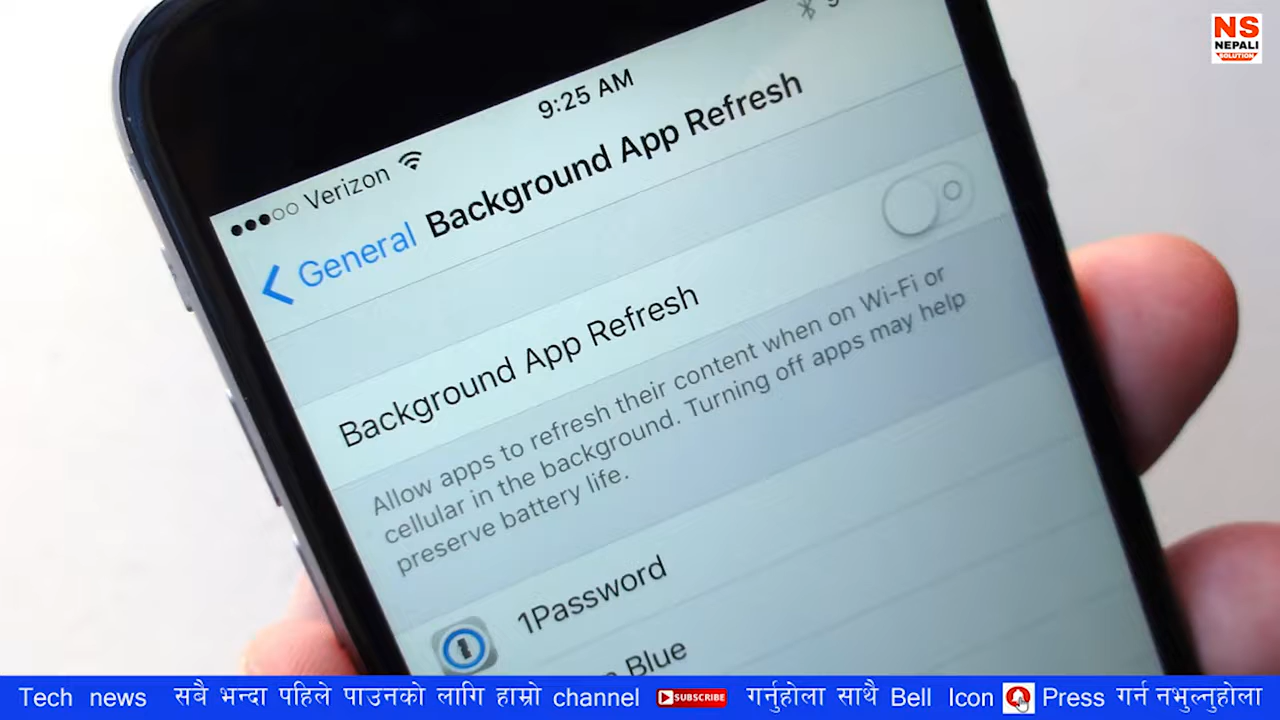 NS
NEPALI
SOLUTION
9:25 AM
Verizon
General
Background App Refresh
Background App Refresh
Allow apps to refresh their content when on Wi-Fi or
cellular in the background. Turning off apps may help
preserve battery life.
1Password
Blue
Tech news सबै भन्दा पहिले पाउनको लागि हाम्रो channel SUBSCRIBE गर्नुहोला साथै Bell Icon Press गर्न नभुल्नुहोला